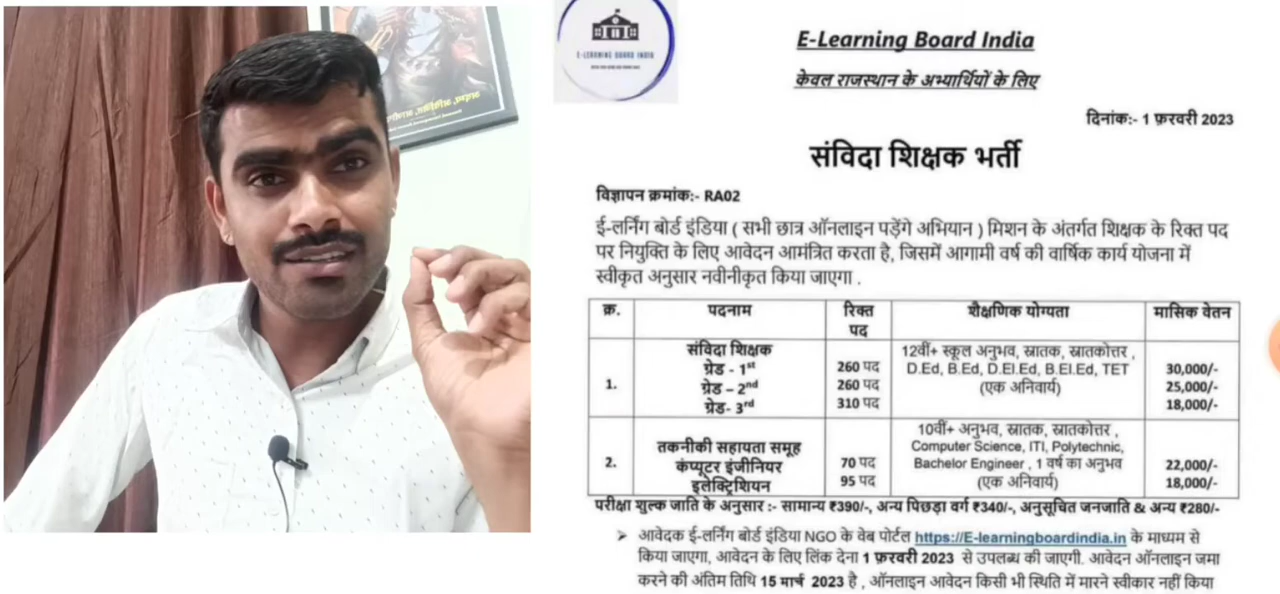 E-LEARNING BOARD INDIA
E-Learning Board India
केवल राजस्थान के अभ्यार्थियों के लिए
दिनांक:- 1 फ़रवरी 2023
संविदा शिक्षक भर्ती
विज्ञापन क्रमांक:- RA02
ई-लर्निंग बोर्ड इंडिया ( सभी छात्र ऑनलाइन पड़ेंगे अभियान ) मिशन के अंतर्गत शिक्षक के रिक्त पद
पर नियुक्ति के लिए आवेदन आमंत्रित करता है, जिसमें आगामी वर्ष की वार्षिक कार्य योजना में
स्वीकृत अनुसार नवीनीकृत किया जाएगा .
क्र. पदनाम रिक्त पद शैक्षणिक योग्यता मासिक वेतन
संविदा शिक्षक 12वीं+ स्कूल अनुभव, स्नातक, स्नातकोत्तर ,
ग्रेड - 1st 260 पद D.Ed, B.Ed, D.El.Ed, B.El.Ed, TET 30,000/-
1. ग्रेड – 2nd 260 पद (एक अनिवार्य) 25,000/-
ग्रेड- 3rd 310 पद 18,000/-
10वीं+ अनुभव, स्नातक, स्नातकोत्तर ,
तकनीकी सहायता समूह Computer Science, ITI, Polytechnic,
2. कंप्यूटर इंजीनियर 70 पद Bachelor Engineer , 1 वर्ष का अनुभव 22,000/-
इलेक्ट्रिशियन 95 पद (एक अनिवार्य) 18,000/-
परीक्षा शुल्क जाति के अनुसार :- सामान्य ₹390/-, अन्य पिछड़ा वर्ग ₹340/-, अनुसूचित जनजाति & अन्य ₹280/-
➢ आवेदक ई-लर्निंग बोर्ड इंडिया NGO के वेब पोर्टल https://E-learningboardindia.in के माध्यम से
किया जाएगा, आवेदन के लिए लिंक देना 1 फ़रवरी 2023 से उपलब्ध की जाएगी. आवेदन ऑनलाइन जमा
करने की अंतिम तिथि 15 मार्च 2023 है , ऑनलाइन आवेदन किसी भी स्थिति में मारने स्वीकार नहीं किया